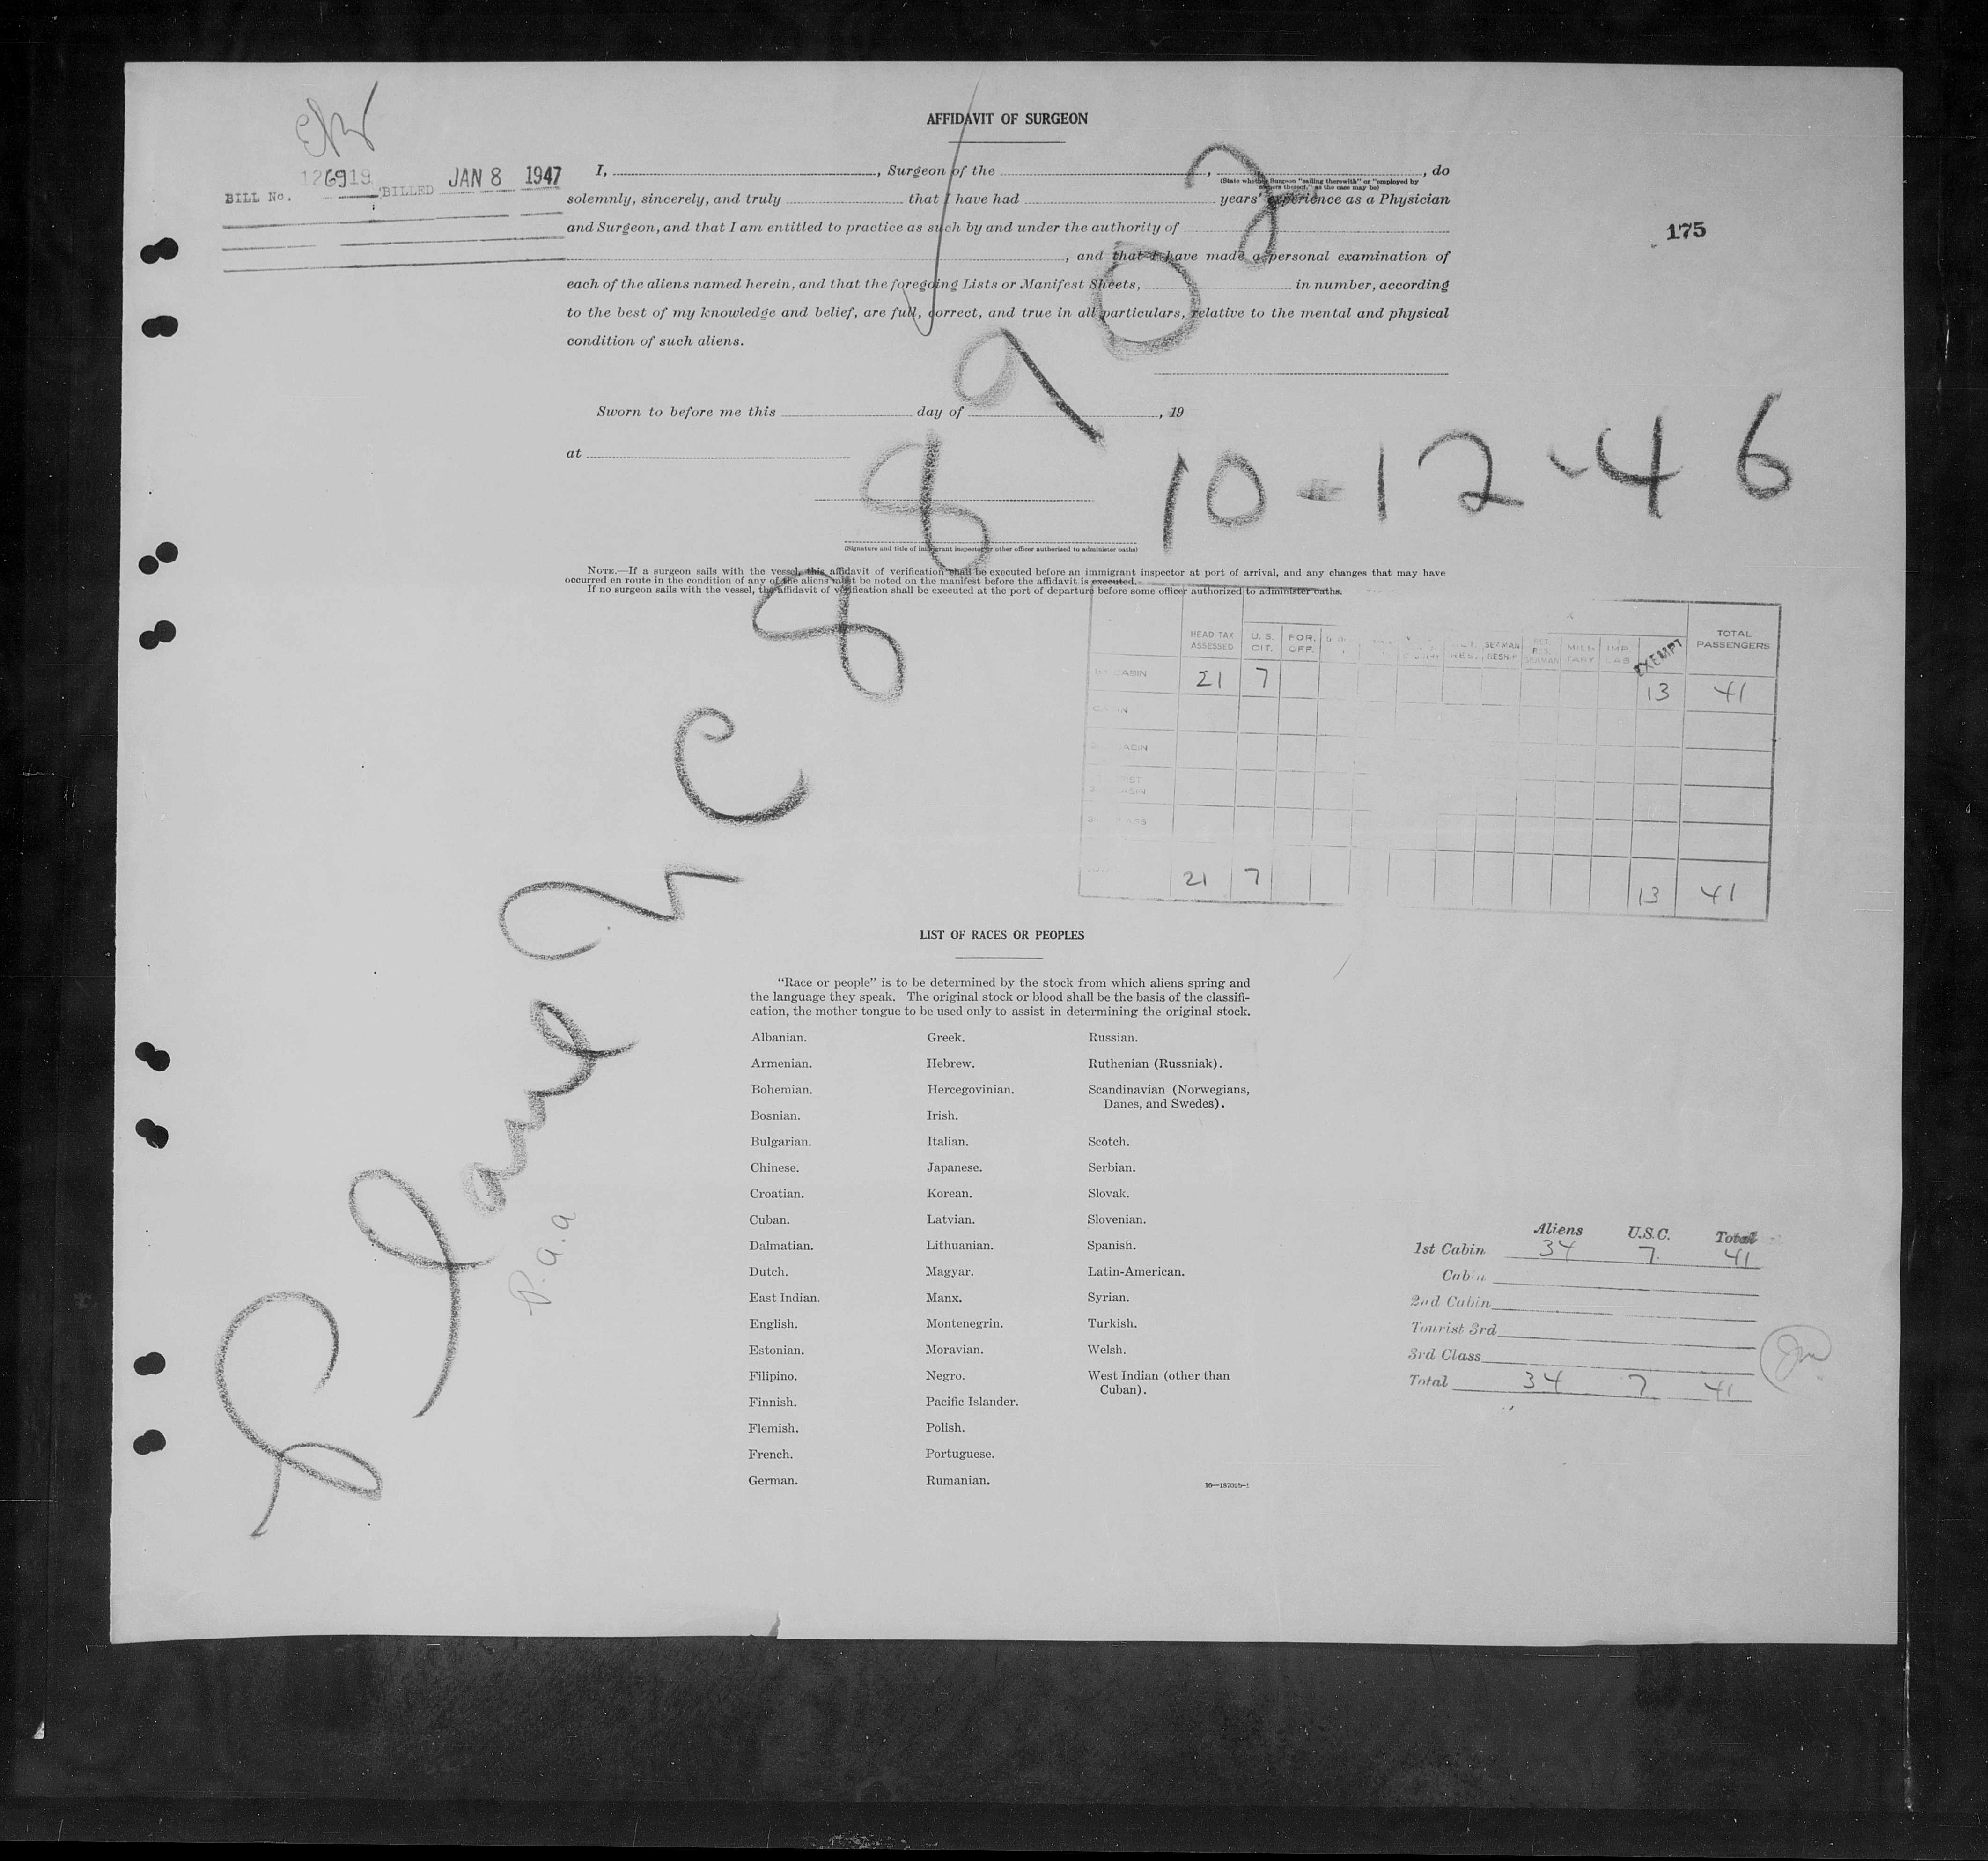 AFFIDAVIT OF SURGEON
BILL No. 126919 BILLED JAN 8 1947
I, , Surgeon of the , , do
(State whether Surgeon "sailing therewith" or "employed by
owners thereof," as the case may be)
solemnly, sincerely, and truly that I have had years' experience as a Physician
and Surgeon, and that I am entitled to practice as such by and under the authority of
175
, and that I have made a personal examination of
each of the aliens named herein, and that the foregoing Lists or Manifest Sheets, in number, according
to the best of my knowledge and belief, are full, correct, and true in all particulars, relative to the mental and physical
condition of such aliens.
Sworn to before me this day of , 19
at
10-12-46
(Signature and title of immigrant inspector or other officer authorized to administer oaths)
NOTE.—If a surgeon sails with the vessel, this affidavit of verification shall be executed before an immigrant inspector at port of arrival, and any changes that may have
occurred en route in the condition of any of the aliens must be noted on the manifest before the affidavit is executed.
If no surgeon sails with the vessel, the affidavit of verification shall be executed at the port of departure before some officer authorized to administer oaths.
Plane NC 88902
P.a.a
HEAD TAX ASSESSED U.S. CIT. FOR. OFF. RES. SEAMAN DESH'P RET. RES. SEAMAN MILITARY IMP AS EXEMPT TOTAL PASSENGERS
CABIN 21 7 13 41
CABIN
CABIN
21 7 13 41
LIST OF RACES OR PEOPLES
"Race or people" is to be determined by the stock from which aliens spring and
the language they speak. The original stock or blood shall be the basis of the classifi-
cation, the mother tongue to be used only to assist in determining the original stock.
Albanian. Greek. Russian.
Armenian. Hebrew. Ruthenian (Russniak).
Bohemian. Hercegovinian. Scandinavian (Norwegians,
Danes, and Swedes).
Bosnian. Irish.
Bulgarian. Italian. Scotch.
Chinese. Japanese. Serbian.
Croatian. Korean. Slovak.
Cuban. Latvian. Slovenian.
Dalmatian. Lithuanian. Spanish.
Dutch. Magyar. Latin-American.
East Indian. Manx. Syrian.
English. Montenegrin. Turkish.
Estonian. Moravian. Welsh.
Filipino. Negro. West Indian (other than
Cuban).
Finnish. Pacific Islander.
Flemish. Polish.
French. Portuguese.
German. Rumanian.
Aliens U.S.C. Total
1st Cabin 34 7 41
Cabin
2nd Cabin
Tourist 3rd
3rd Class
Total 34 7 41